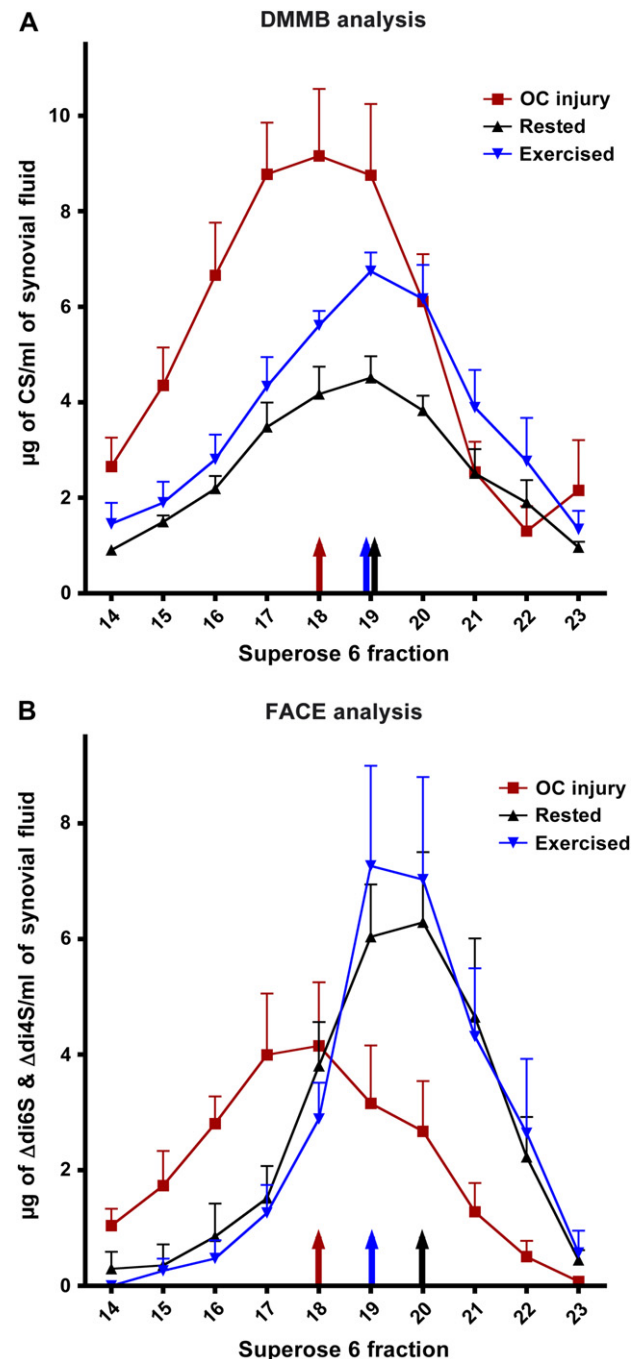 A
DMMB analysis
OC injury
Rested
Exercised
µg of CS/ml of synovial fluid
10
8
6
4
2
0
14 15 16 17 18 19 20 21 22 23
Superose 6 fraction
B
FACE analysis
OC injury
Rested
Exercised
µg of Δdi6S & Δdi4S/ml of synovial fluid
8
6
4
2
0
14 15 16 17 18 19 20 21 22 23
Superose 6 fraction